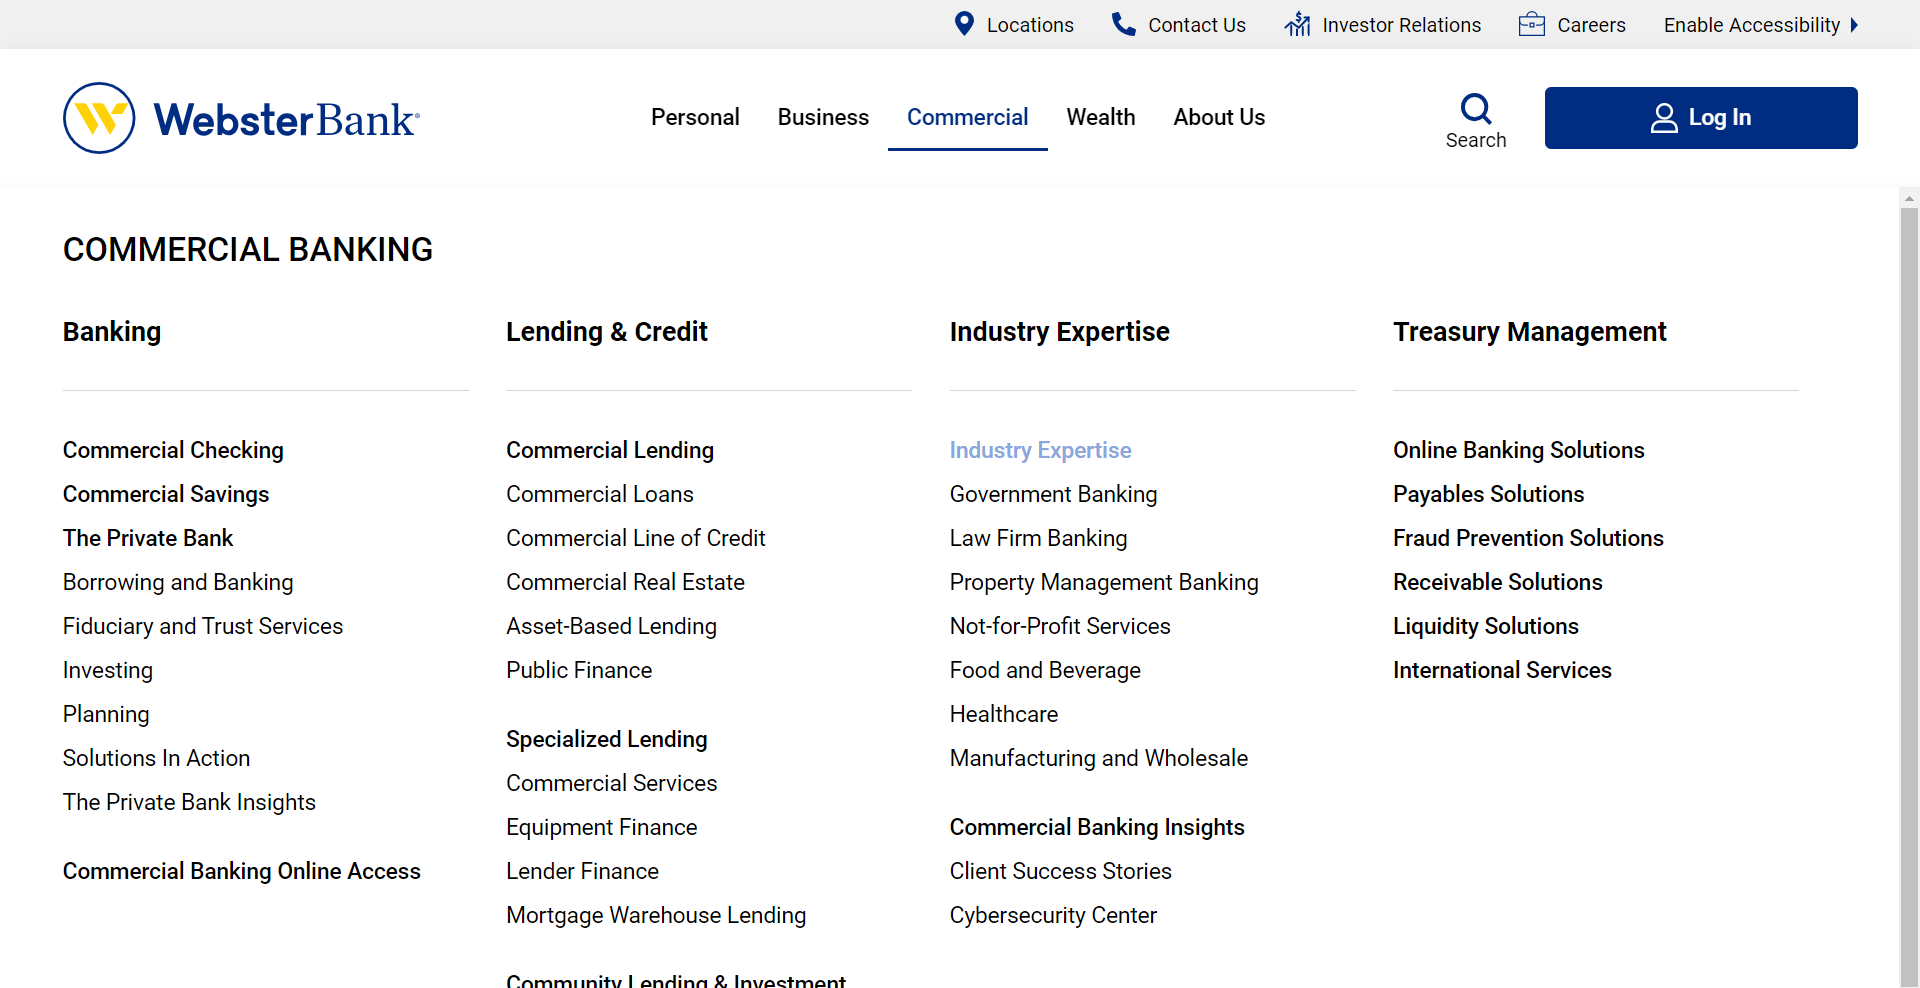 Locations
Contact Us
Investor Relations
Careers
Enable Accessibility
WebsterBank®
Personal
Business
Commercial
Wealth
About Us
Search
Log In
COMMERCIAL BANKING
Banking
Commercial Checking
Commercial Savings
The Private Bank
Borrowing and Banking
Fiduciary and Trust Services
Investing
Planning
Solutions In Action
The Private Bank Insights
Commercial Banking Online Access
Lending & Credit
Commercial Lending
Commercial Loans
Commercial Line of Credit
Commercial Real Estate
Asset-Based Lending
Public Finance
Specialized Lending
Commercial Services
Equipment Finance
Lender Finance
Mortgage Warehouse Lending
Community Lending & Investment
Industry Expertise
Industry Expertise
Government Banking
Law Firm Banking
Property Management Banking
Not-for-Profit Services
Food and Beverage
Healthcare
Manufacturing and Wholesale
Commercial Banking Insights
Client Success Stories
Cybersecurity Center
Treasury Management
Online Banking Solutions
Payables Solutions
Fraud Prevention Solutions
Receivable Solutions
Liquidity Solutions
International Services